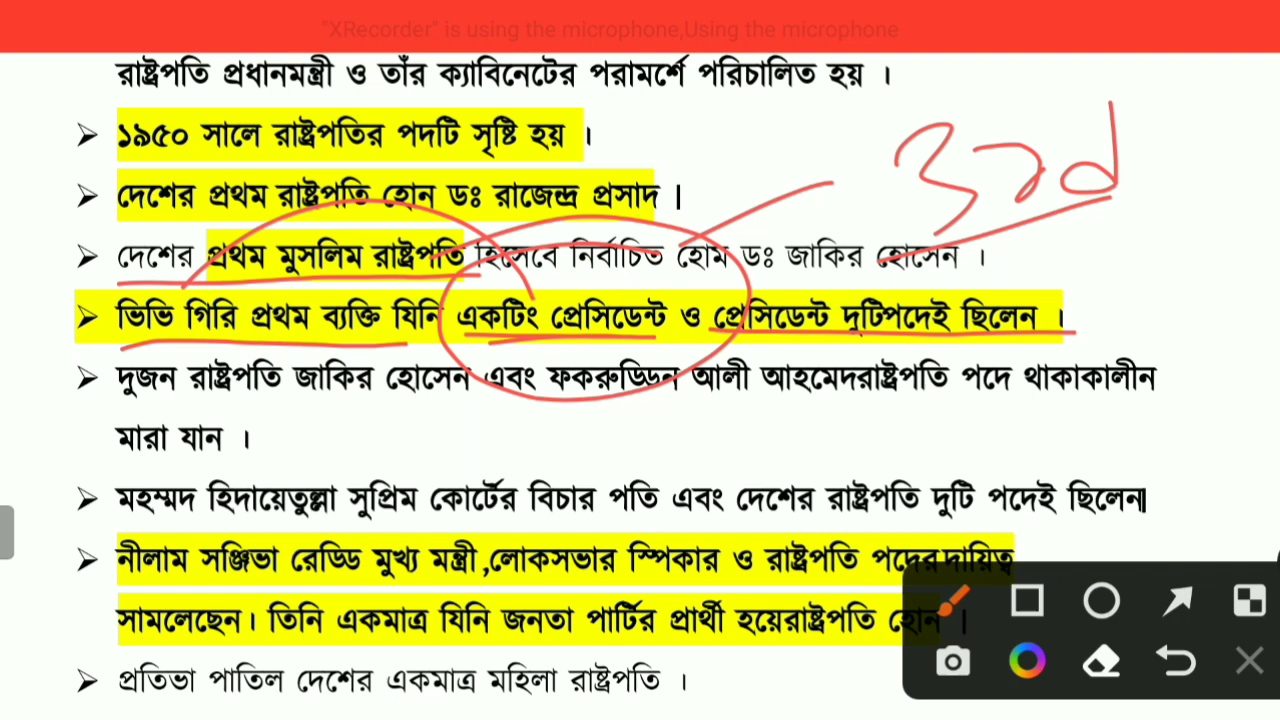 "XRecorder" is using the microphone,Using the microphone
রাষ্ট্রপতি প্রধানমন্ত্রী ও তাঁর ক্যাবিনেটের পরামর্শে পরিচালিত হয় ।
➢ ১৯৫০ সালে রাষ্ট্রপতির পদটি সৃষ্টি হয় ।
➢ দেশের প্রথম রাষ্ট্রপতি হোন ডঃ রাজেন্দ্র প্রসাদ |
➢ দেশের প্রথম মুসলিম রাষ্ট্রপতি হিসেবে নির্বাচিত হোম ডঃ জাকির হোসেন ।
3rd
➢ ভিভি গিরি প্রথম ব্যক্তি যিনি একটিং প্রেসিডেন্ট ও প্রেসিডেন্ট দুটিপদেই ছিলেন ।
➢ দুজন রাষ্ট্রপতি জাকির হোসেন এবং ফকরুড্ডিন আলী আহমেদরাষ্ট্রপতি পদে থাকাকালীন
মারা যান ।
➢ মহম্মদ হিদায়েতুল্লা সুপ্রিম কোর্টের বিচার পতি এবং দেশের রাষ্ট্রপতি দুটি পদেই ছিলেন|
➢ নীলাম সঞ্জিভা রেড্ডি মুখ্য মন্ত্রী ,লোকসভার স্পিকার ও রাষ্ট্রপতি পদের দায়িত্ব
সামলেছেন। তিনি একমাত্র যিনি জনতা পার্টির প্রার্থী হয়েরাষ্ট্রপতি হোন |
➢ প্রতিভা পাতিল দেশের একমাত্র মহিলা রাষ্ট্রপতি ।